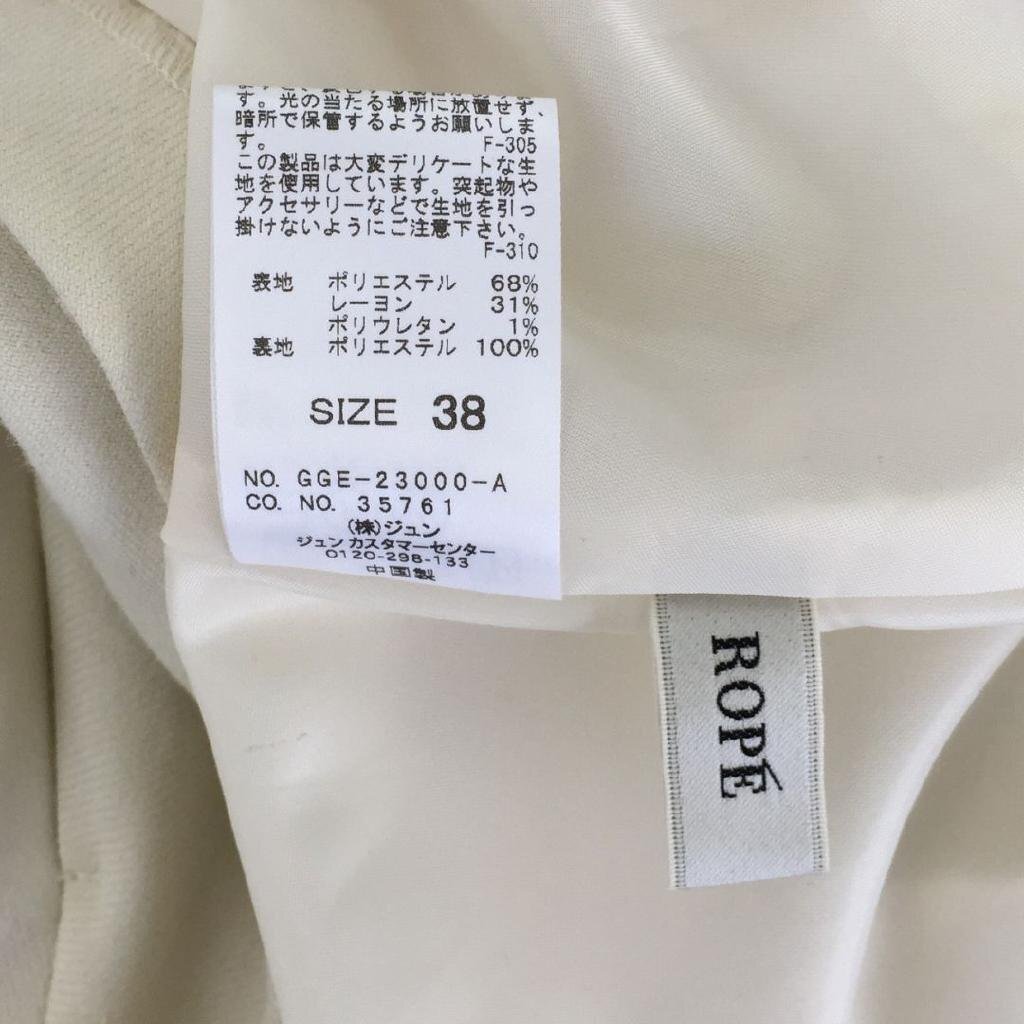 す。光の当たる場所に放置せず、
暗所で保管するようお願いしま
す。
F-305
この製品は大変デリケートな生
地を使用しています。突起物や
アクセサリーなどで生地を引っ
掛けないようにご注意下さい。
F-310
表地 ポリエステル 68%
レーヨン 31%
ポリウレタン 1%
裏地 ポリエステル 100%
SIZE 38
NO. GGE-23000-A
CO. NO. 35761
(株)ジュン
ジュン カスタマーセンター
0120-298-133
中国製
ROPÉ